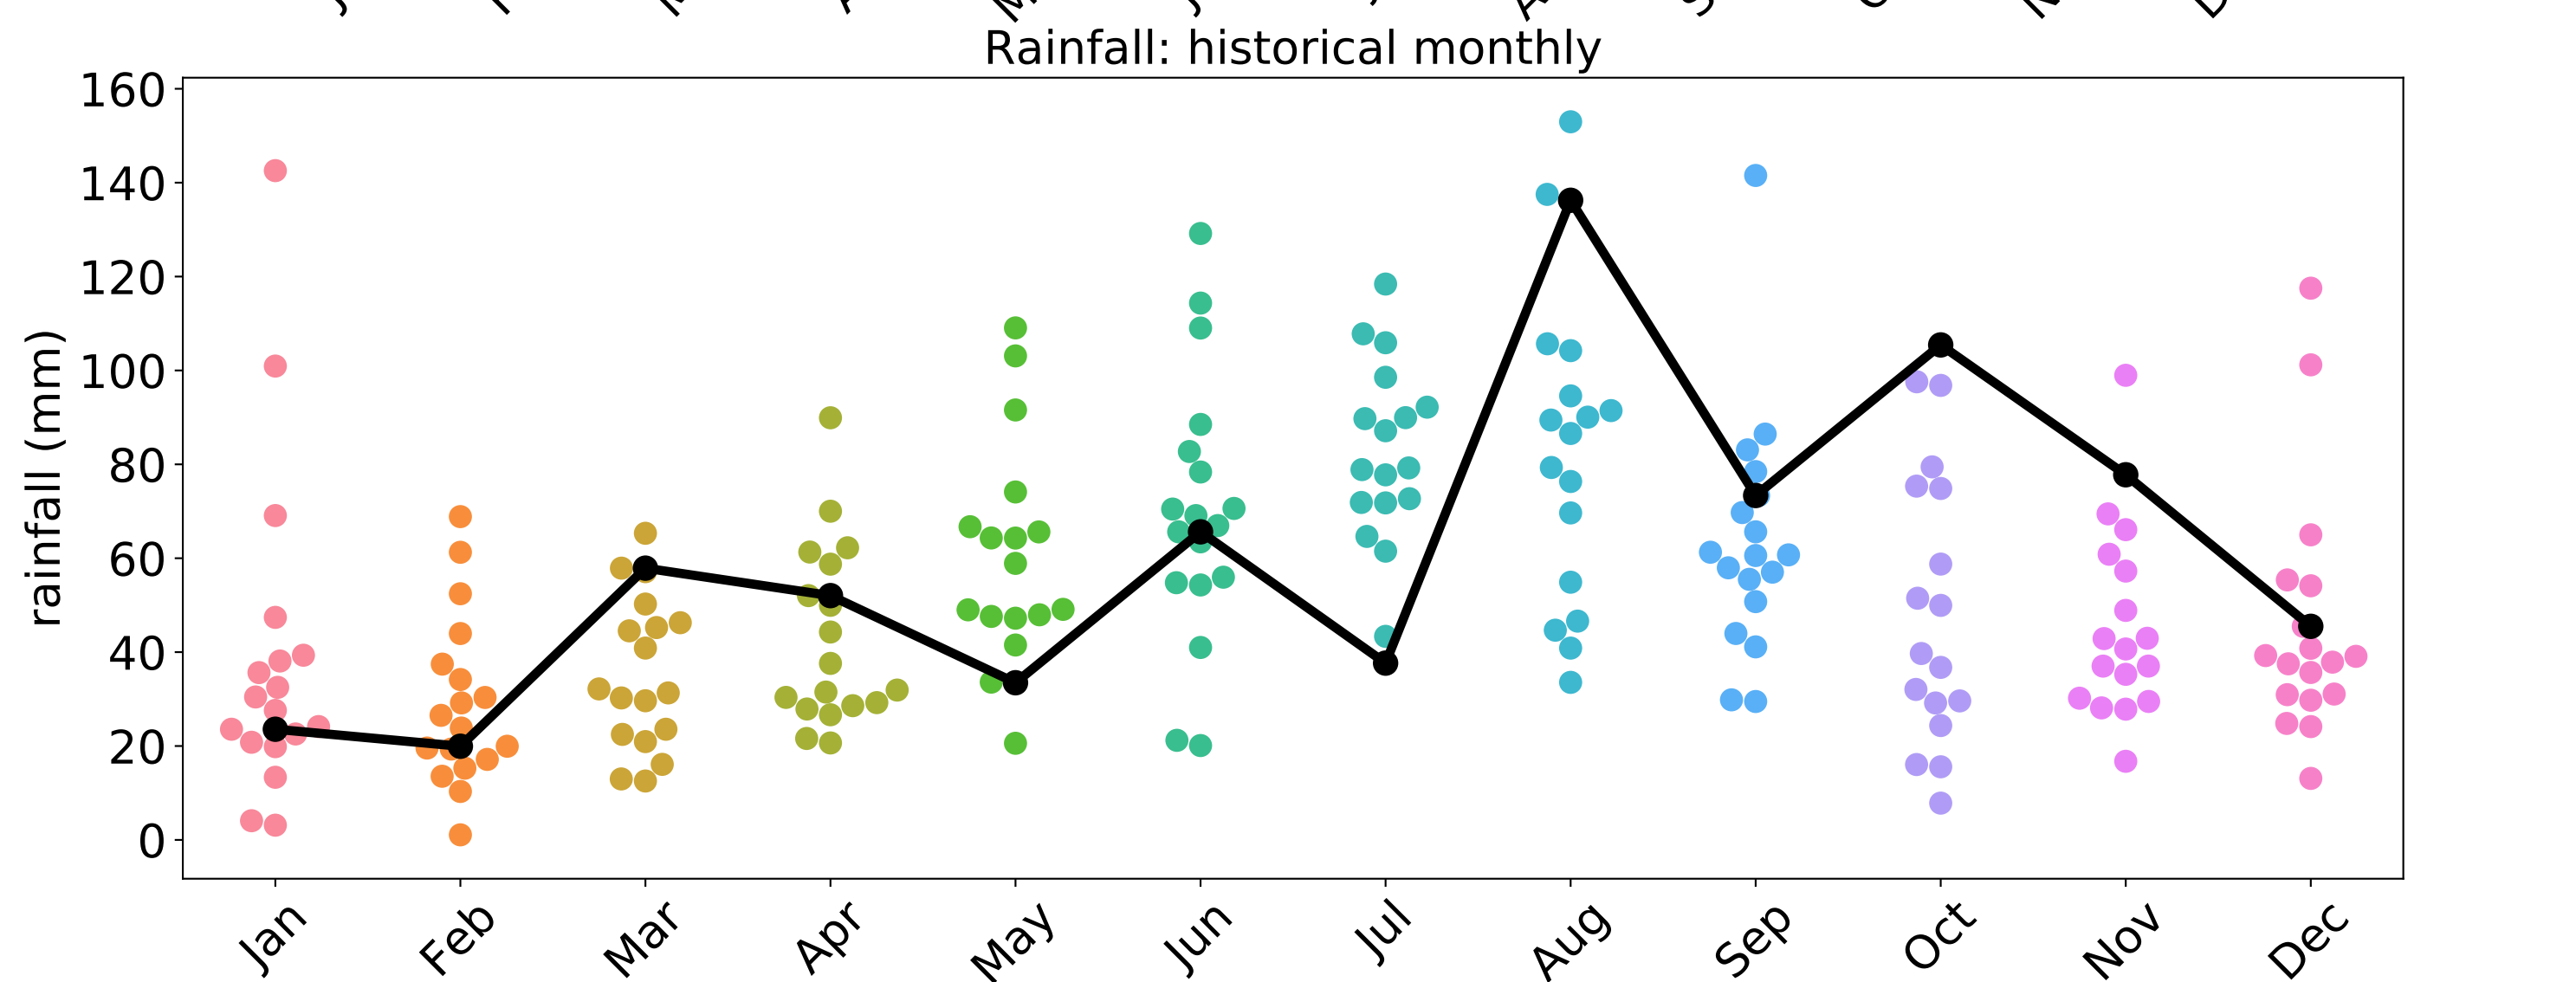 Rainfall: historical monthly
160
140
120
100
80
60
40
20
0
rainfall (mm)
Jan
Feb
Mar
Apr
May
Jun
Jul
Aug
Sep
Oct
Nov
Dec